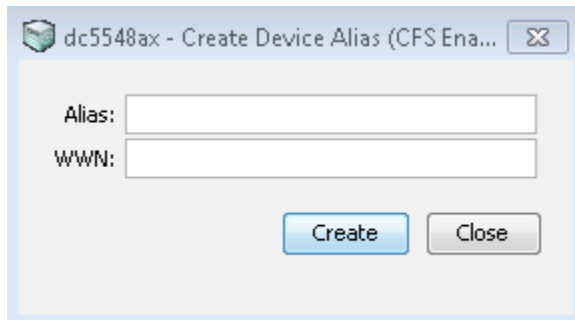 dc5548ax - Create Device Alias (CFS Ena...
Alias:
WWN:
Create Close